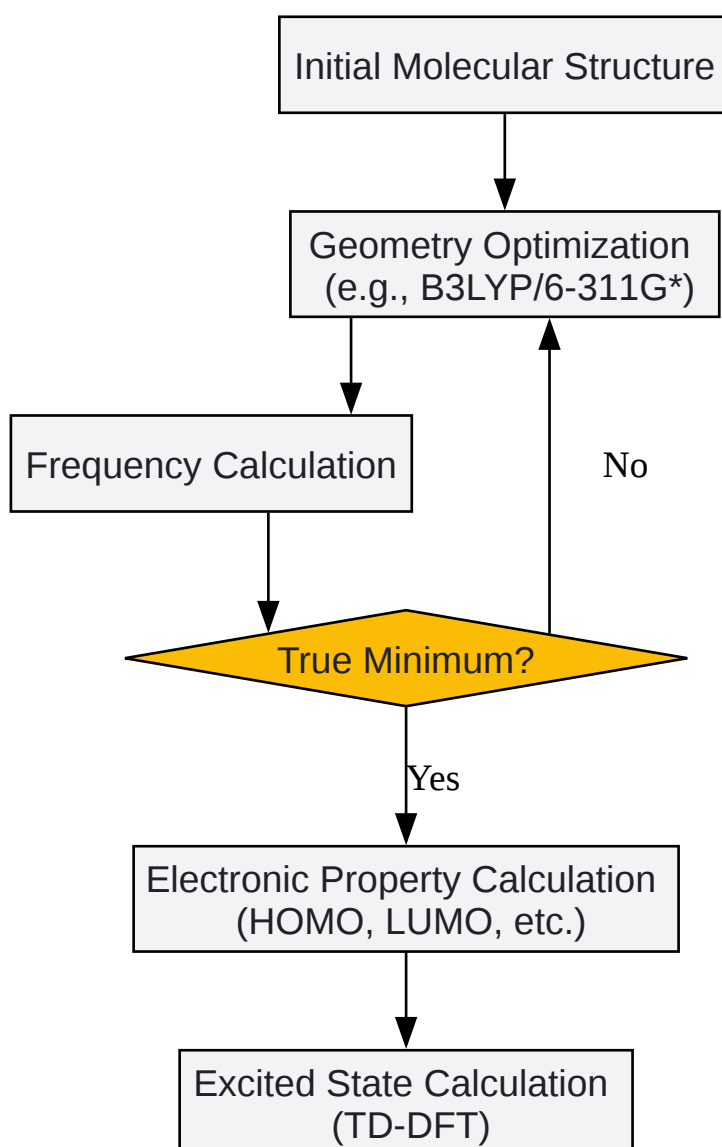 Initial Molecular Structure
Geometry Optimization
(e.g., B3LYP/6-311G*)
Frequency Calculation
No
True Minimum?
Yes
Electronic Property Calculation
(HOMO, LUMO, etc.)
Excited State Calculation
(TD-DFT)